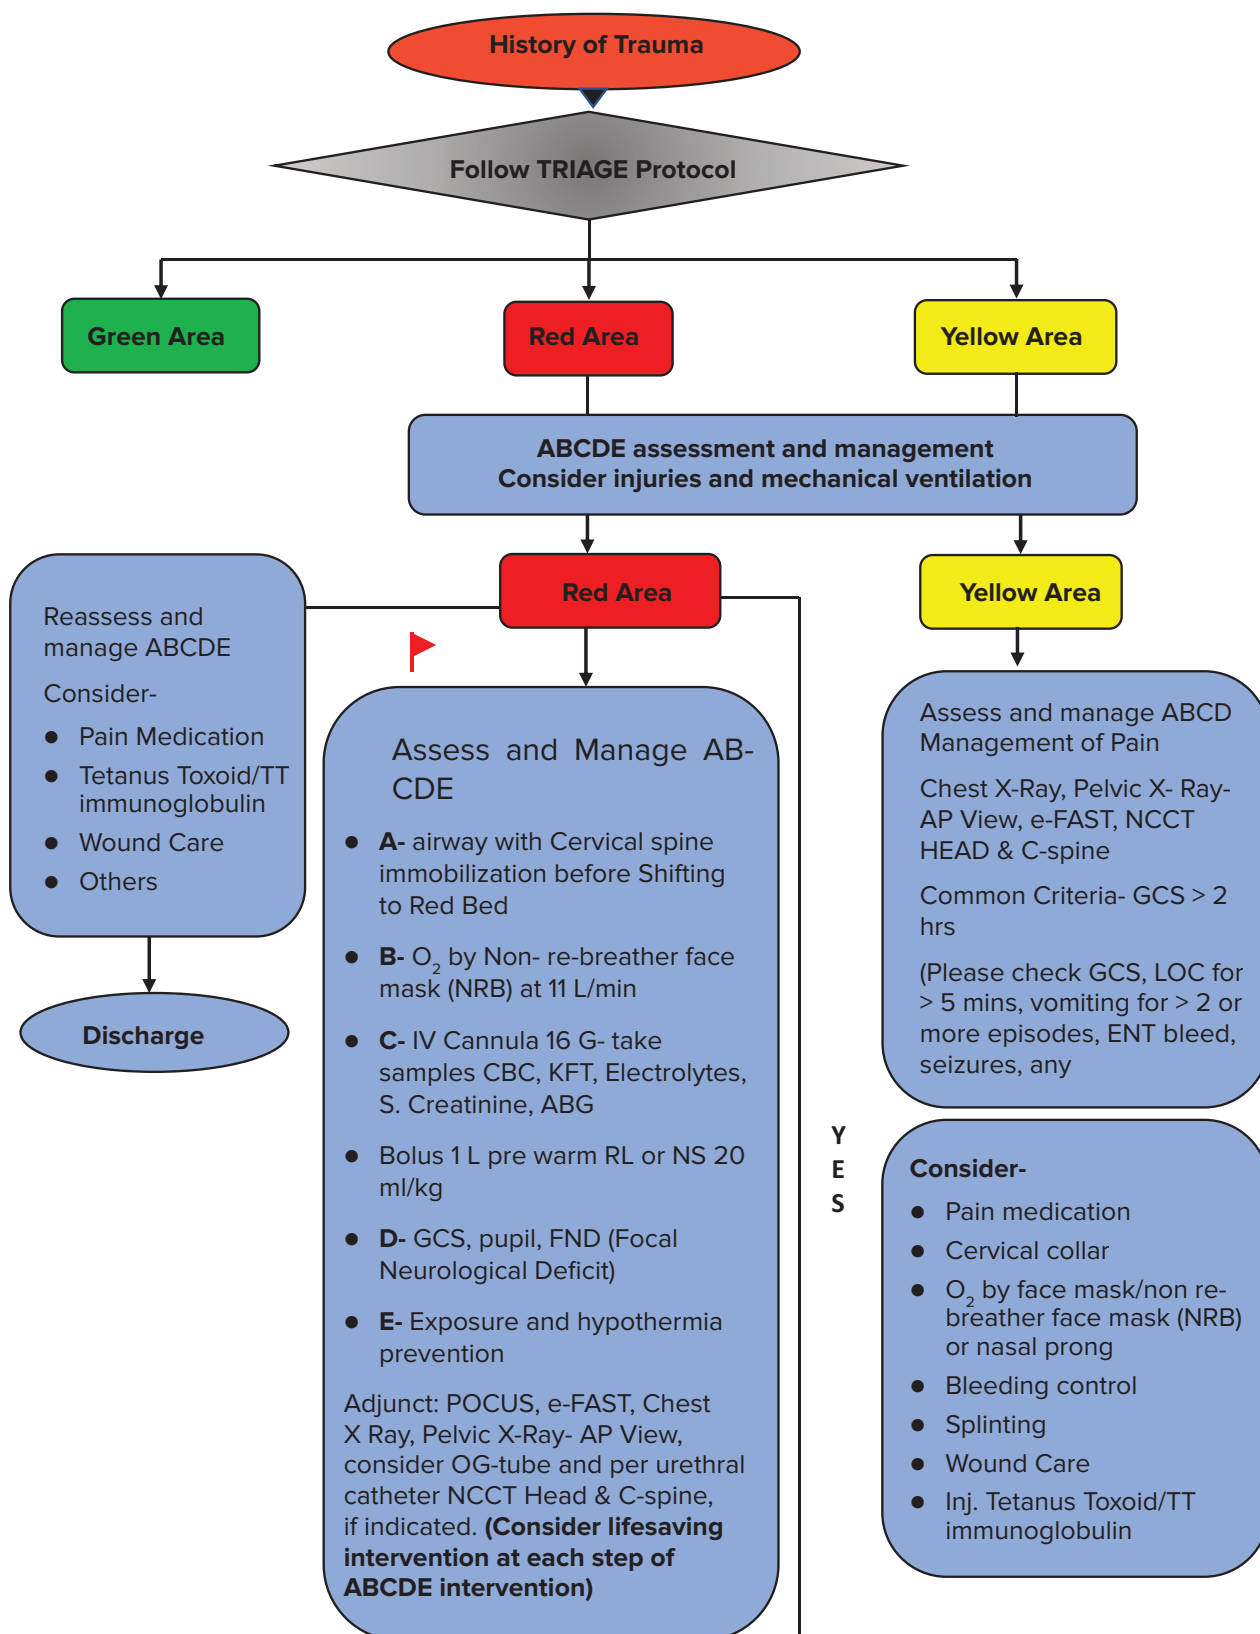 History of Trauma
Follow TRIAGE Protocol
Green Area
Red Area
Yellow Area
ABCDE assessment and management
Consider injuries and mechanical ventilation
Red Area
Yellow Area
Reassess and
manage ABCDE
Consider-
● Pain Medication
● Tetanus Toxoid/TT
immunoglobulin
● Wound Care
● Others
Discharge
Assess and Manage AB-
CDE
● A- airway with Cervical spine
immobilization before Shifting
to Red Bed
● B- O₂ by Non- re-breather face
mask (NRB) at 11 L/min
● C- IV Cannula 16 G- take
samples CBC, KFT, Electrolytes,
S. Creatinine, ABG
● Bolus 1 L pre warm RL or NS 20
ml/kg
● D- GCS, pupil, FND (Focal
Neurological Deficit)
● E- Exposure and hypothermia
prevention
Adjunct: POCUS, e-FAST, Chest
X Ray, Pelvic X-Ray- AP View,
consider OG-tube and per urethral
catheter NCCT Head & C-spine,
if indicated. (Consider lifesaving
intervention at each step of
ABCDE intervention)
Y
E
S
Assess and manage ABCD
Management of Pain
Chest X-Ray, Pelvic X- Ray-
AP View, e-FAST, NCCT
HEAD & C-spine
Common Criteria- GCS > 2
hrs
(Please check GCS, LOC for
> 5 mins, vomiting for > 2 or
more episodes, ENT bleed,
seizures, any
Consider-
● Pain medication
● Cervical collar
● O₂ by face mask/non re-
breather face mask (NRB)
or nasal prong
● Bleeding control
● Splinting
● Wound Care
● Inj. Tetanus Toxoid/TT
immunoglobulin